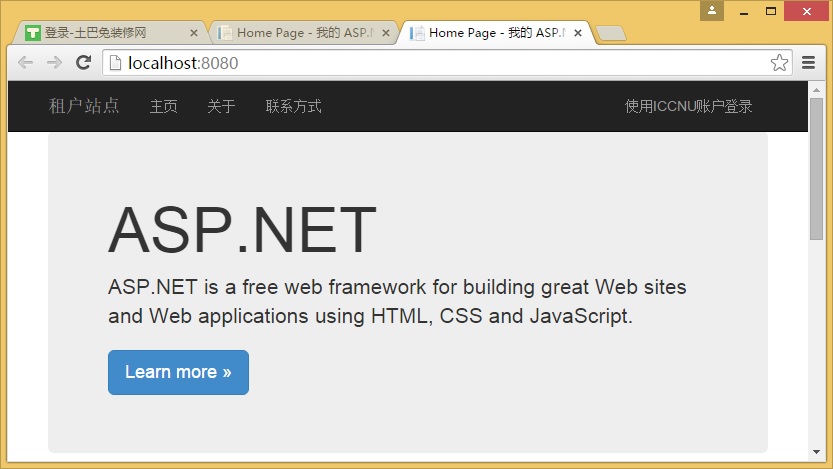 登录-土巴兔装修网
Home Page - 我的 ASP.N
Home Page - 我的 ASP.N
localhost:8080
租户站点 主页 关于 联系方式 使用ICCNU账户登录
ASP.NET
ASP.NET is a free web framework for building great Web sites
and Web applications using HTML, CSS and JavaScript.
Learn more »